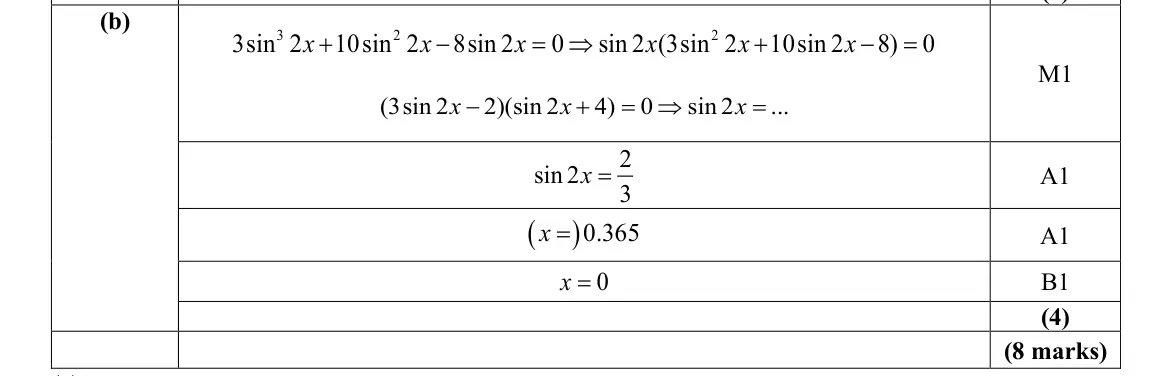 (b)
3sin³ 2x+10sin² 2x−8sin 2x = 0 ⇒ sin 2x(3sin² 2x+10sin 2x−8) = 0
M1
(3sin 2x − 2)(sin 2x + 4) = 0 ⇒ sin 2x = ...
sin 2x = 2/3
A1
(x =) 0.365
A1
x = 0
B1
(4)
(8 marks)